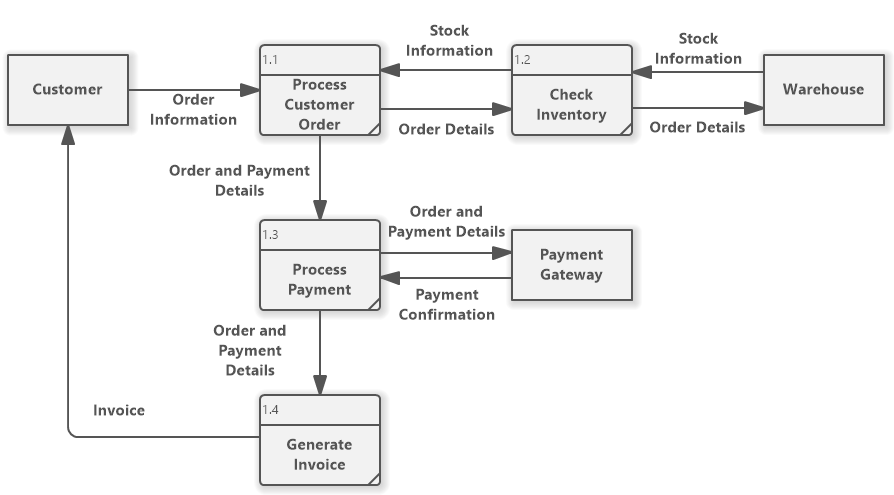 Stock
Information
Stock
Information
1.1
1.2
Customer
Process
Customer
Order
Check
Inventory
Warehouse
Order
Information
Order Details
Order Details
Order and Payment
Details
Order and
Payment Details
1.3
Process
Payment
Payment
Gateway
Payment
Confirmation
Order and
Payment
Details
Invoice
1.4
Generate
Invoice